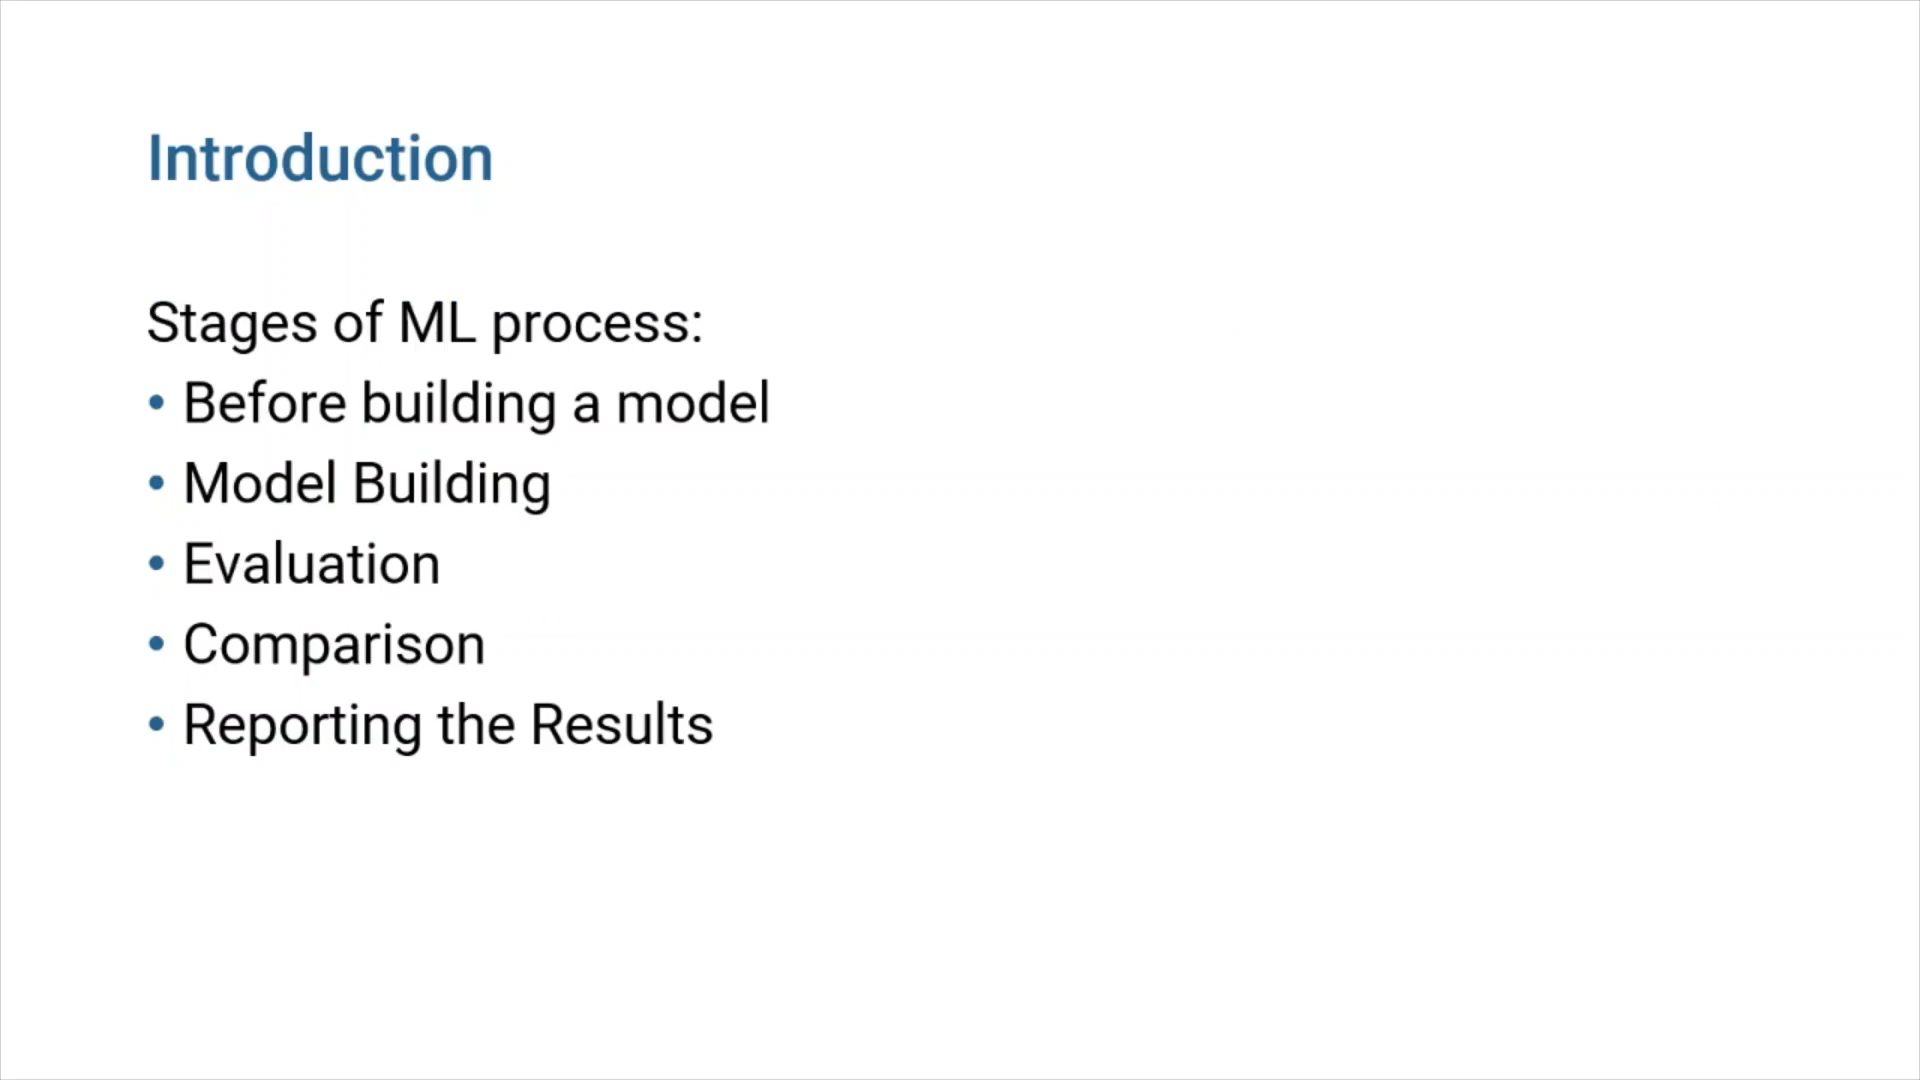 Introduction
Stages of ML process:
• Before building a model
• Model Building
• Evaluation
• Comparison
• Reporting the Results